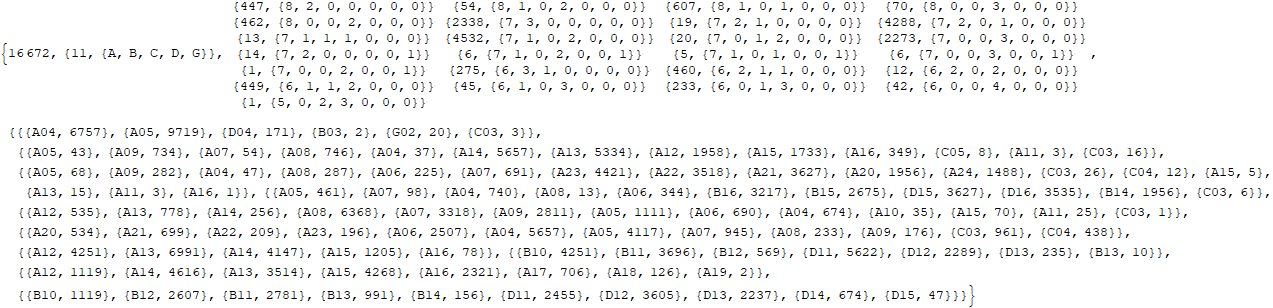 {447, {8, 2, 0, 0, 0, 0, 0}} {54, {8, 1, 0, 2, 0, 0, 0}} {607, {8, 1, 0, 1, 0, 0, 0}} {70, {8, 0, 0, 3, 0, 0, 0}}
{462, {8, 0, 0, 2, 0, 0, 0}} {2338, {7, 3, 0, 0, 0, 0, 0}} {19, {7, 2, 1, 0, 0, 0, 0}} {4288, {7, 2, 0, 1, 0, 0, 0}}
{13, {7, 1, 1, 1, 0, 0, 0}} {4532, {7, 1, 0, 2, 0, 0, 0}} {20, {7, 0, 1, 2, 0, 0, 0}} {2273, {7, 0, 0, 3, 0, 0, 0}}
{16 672, {11, {A, B, C, D, G}}, {14, {7, 2, 0, 0, 0, 0, 1}} {6, {7, 1, 0, 2, 0, 0, 1}} {5, {7, 1, 0, 1, 0, 0, 1}} {6, {7, 0, 0, 3, 0, 0, 1}} ,
{1, {7, 0, 0, 2, 0, 0, 1}} {275, {6, 3, 1, 0, 0, 0, 0}} {460, {6, 2, 1, 1, 0, 0, 0}} {12, {6, 2, 0, 2, 0, 0, 0}}
{449, {6, 1, 1, 2, 0, 0, 0}} {45, {6, 1, 0, 3, 0, 0, 0}} {233, {6, 0, 1, 3, 0, 0, 0}} {42, {6, 0, 0, 4, 0, 0, 0}}
{1, {5, 0, 2, 3, 0, 0, 0}}
{{{A04, 6757}, {A05, 9719}, {D04, 171}, {B03, 2}, {G02, 20}, {C03, 3}},
{{A05, 43}, {A09, 734}, {A07, 54}, {A08, 746}, {A04, 37}, {A14, 5657}, {A13, 5334}, {A12, 1958}, {A15, 1733}, {A16, 349}, {C05, 8}, {A11, 3}, {C03, 16}},
{{A05, 68}, {A09, 282}, {A04, 47}, {A08, 287}, {A06, 225}, {A07, 691}, {A23, 4421}, {A22, 3518}, {A21, 3627}, {A20, 1956}, {A24, 1488}, {C03, 26}, {C04, 12}, {A15, 5},
{A13, 15}, {A11, 3}, {A16, 1}}, {{A05, 461}, {A07, 98}, {A04, 740}, {A08, 13}, {A06, 344}, {B16, 3217}, {B15, 2675}, {D15, 3627}, {D16, 3535}, {B14, 1956}, {C03, 6}},
{{A12, 535}, {A13, 778}, {A14, 256}, {A08, 6368}, {A07, 3318}, {A09, 2811}, {A05, 1111}, {A06, 690}, {A04, 674}, {A10, 35}, {A15, 70}, {A11, 25}, {C03, 1}},
{{A20, 534}, {A21, 699}, {A22, 209}, {A23, 196}, {A06, 2507}, {A04, 5657}, {A05, 4117}, {A07, 945}, {A08, 233}, {A09, 176}, {C03, 961}, {C04, 438}},
{{A12, 4251}, {A13, 6991}, {A14, 4147}, {A15, 1205}, {A16, 78}}, {{B10, 4251}, {B11, 3696}, {B12, 569}, {D11, 5622}, {D12, 2289}, {D13, 235}, {B13, 10}},
{{A12, 1119}, {A14, 4616}, {A13, 3514}, {A15, 4268}, {A16, 2321}, {A17, 706}, {A18, 126}, {A19, 2}},
{{B10, 1119}, {B12, 2607}, {B11, 2781}, {B13, 991}, {B14, 156}, {D11, 2455}, {D12, 3605}, {D13, 2237}, {D14, 674}, {D15, 47}}}}